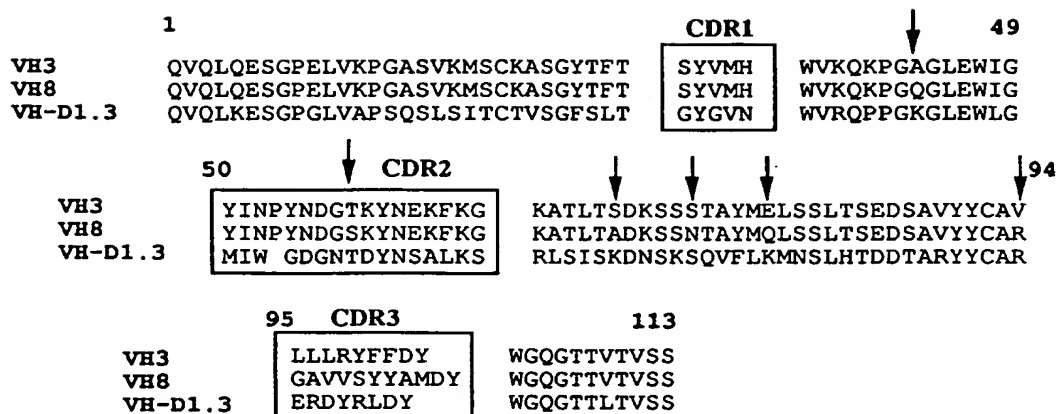 1 CDR1 49
VH3 QVQLQESGPELVKPGASVKMSCKASGYTFT SYVMH WVKQKPGAGLEWIG
VH8 QVQLQESGPELVKPGASVKMSCKASGYTFT SYVMH WVKQKPGQGLEWIG
VH-D1.3 QVQLKESGPGLVAPSQSLSITCTVSGFSLT GYGVN WVRQPPGKGLEWLG
50 CDR2 94
VH3 YINPYNDGTKYNEKFKG KATLTSDKSSSTAYMELSSLTSEDSAVYYCAV
VH8 YINPYNDGSKYNEKFKG KATLTADKSSNTAYMQLSSLTSEDSAVYYCAR
VH-D1.3 MIW GDGNTDYNSALKS RLSISKDNSKSQVFLKMNSLHTDDTARYYCAR
95 CDR3 113
VH3 LLLRYFFDY WGQGTTVTVSS
VH8 GAVVSYYAMDY WGQGTTVTVSS
VH-D1.3 ERDYRLDY WGQGTTLTVSS